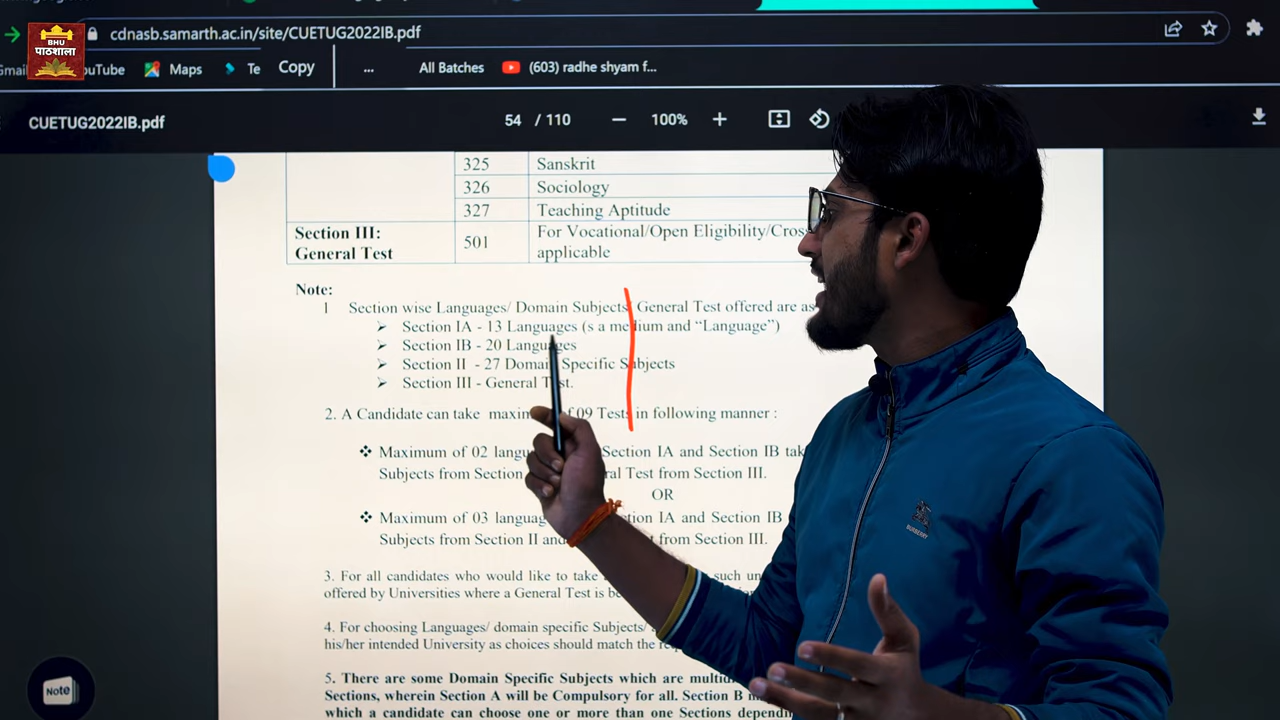 cdnasb.samarth.ac.in/site/CUETUG2022IB.pdf
BHU
पाठशाला
Gmai
ouTube
Maps
Te
Copy
...
All Batches
(603) radhe shyam f...
CUETUG2022IB.pdf
54 / 110
100%
325 Sanskrit
326 Sociology
327 Teaching Aptitude
Section III:
General Test
501
For Vocational/Open Eligibility/Cross
applicable
Note:
1 Section wise Languages/ Domain Subjects/ General Test offered are as
Section IA - 13 Languages (s a medium and “Language”)
Section IB - 20 Languages
Section II - 27 Domain Specific Subjects
Section III - General Test.
2. A Candidate can take of 09 Tests in following manner :
Maximum of 02 Section IA and Section IB
Subjects from Section Test from Section III.
OR
Maximum of 03 and Section IB
Subjects from Section II from Section III.
3. For all candidates who would like to take such
offered by Universities where a General Test is
4. For choosing Languages/ domain specific Subjects/
his/her intended University as choices should match the
5. There are some Domain Specific Subjects which are
Sections, wherein Section A will be Compulsory for all. Section B
which a candidate can choose one or more than one Sections
BURBERRY
Note